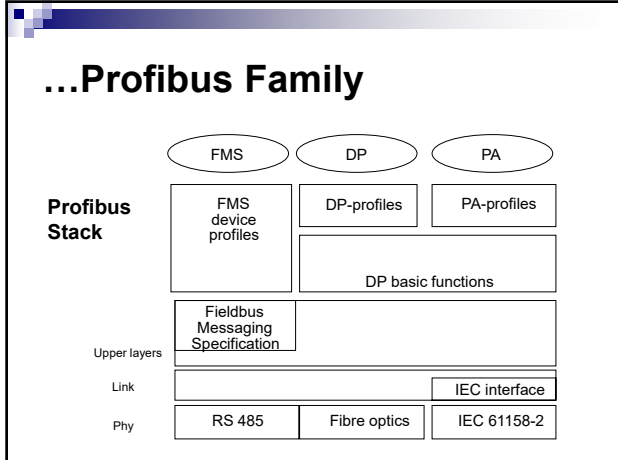 ...Profibus Family
FMS
DP
PA
Profibus
Stack
FMS
device
profiles
DP-profiles
PA-profiles
DP basic functions
Fieldbus
Messaging
Specification
Upper layers
Link
IEC interface
Phy
RS 485
Fibre optics
IEC 61158-2